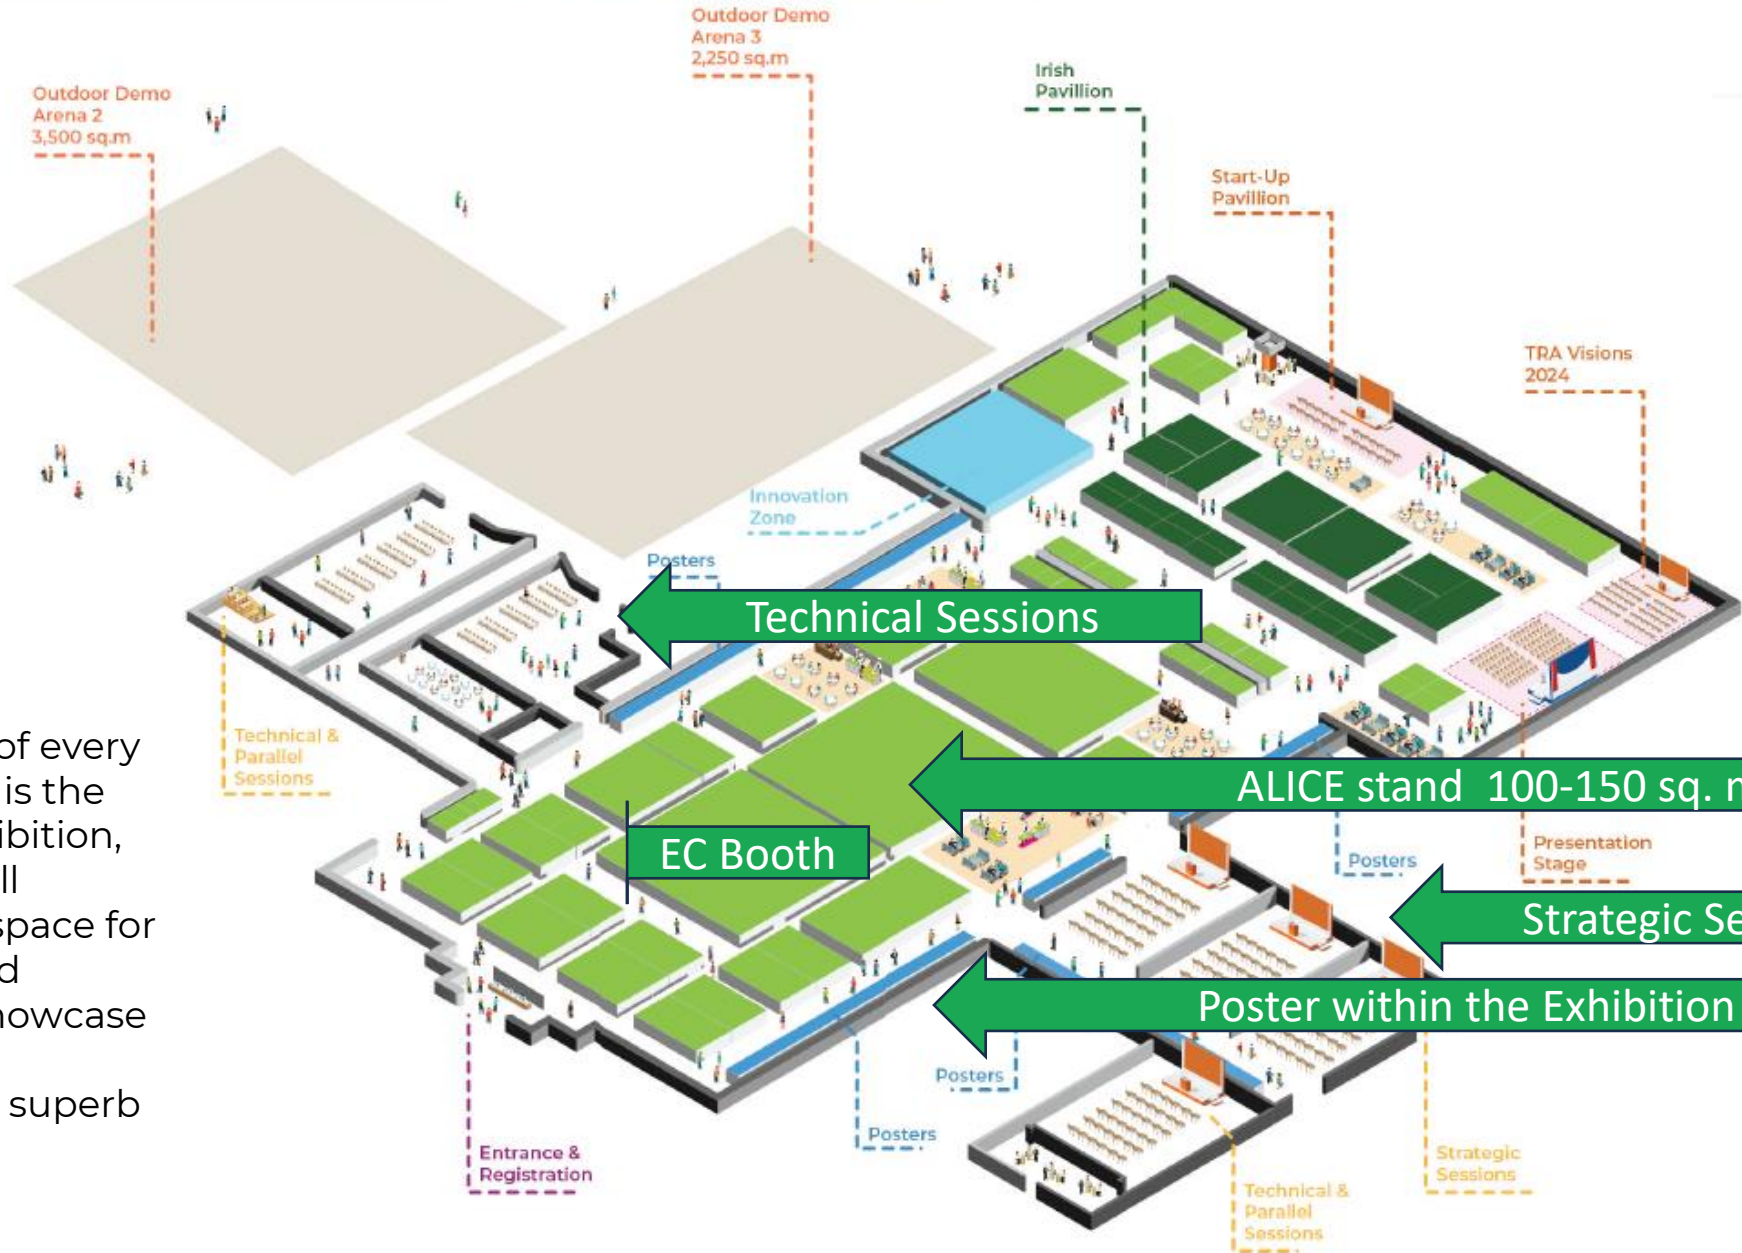 Outdoor Demo
Arena 3
2,250 sq.m
Outdoor Demo
Arena 2
3,500 sq.m
Irish
Pavillion
Start-Up
Pavillion
TRA Visions
2024
Innovation
Zone
Posters
Technical Sessions
Technical &
Parallel
Sessions
of every
is the
ibition,
ll
space for
d
howcase
superb
ALICE stand 100-150 sq. m
EC Booth
Posters
Presentation
Stage
Strategic Se
Poster within the Exhibition
Posters
Posters
Entrance &
Registration
Strategic
Sessions
Technical &
Parallel
Sessions